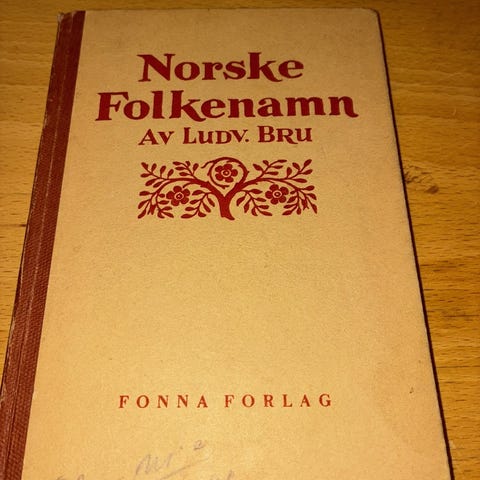 Norske
Folkenamn
AV LUDV. BRU
FONNA FORLAG